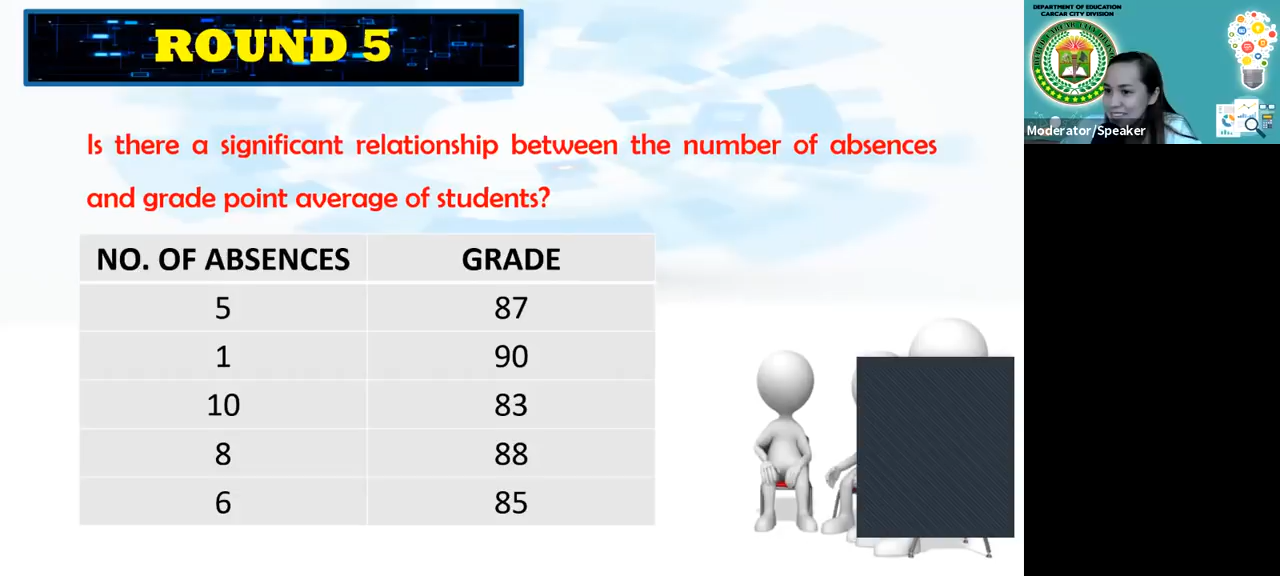 ROUND 5
DEPARTMENT OF EDUCATION
CARCAR CITY DIVISION
Moderator/Speaker
Is there a significant relationship between the number of absences
and grade point average of students?
NO. OF ABSENCES GRADE
5 87
1 90
10 83
8 88
6 85